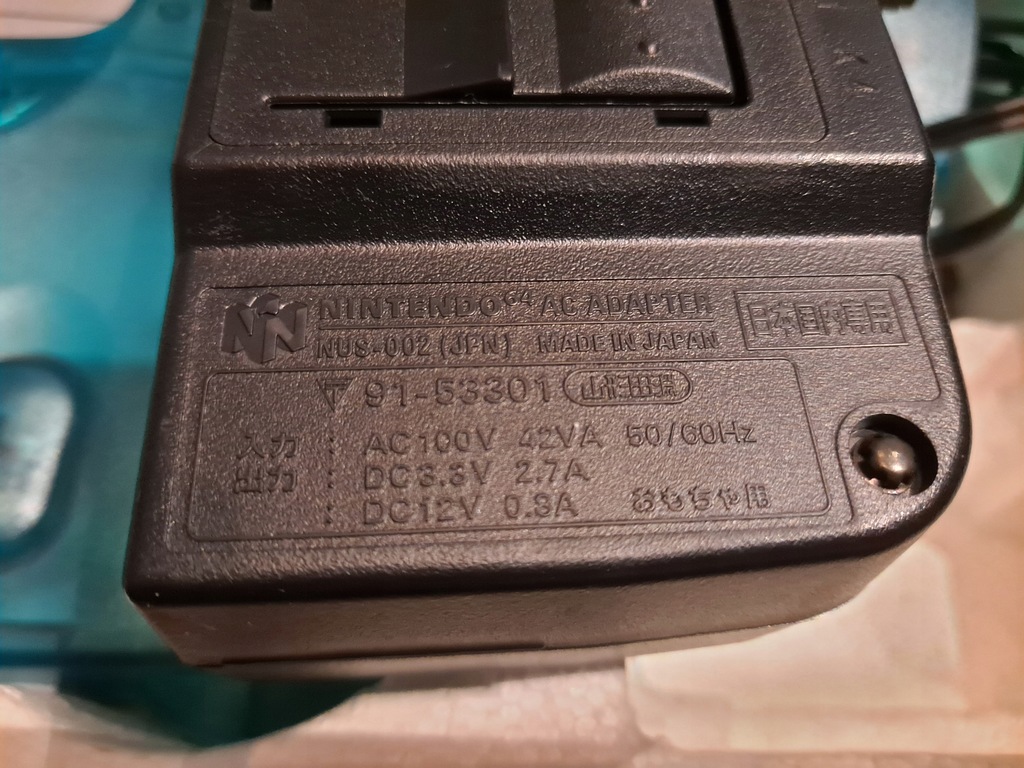 NINTENDO64 AC ADAPTER
NUS-002 (JPN) MADE IN JAPAN
日本国内専用
91-53301
入力 : AC100V 42VA 50/60Hz
出力 : DC3.3V 2.7A
: DC12V 0.8A おもちゃ用